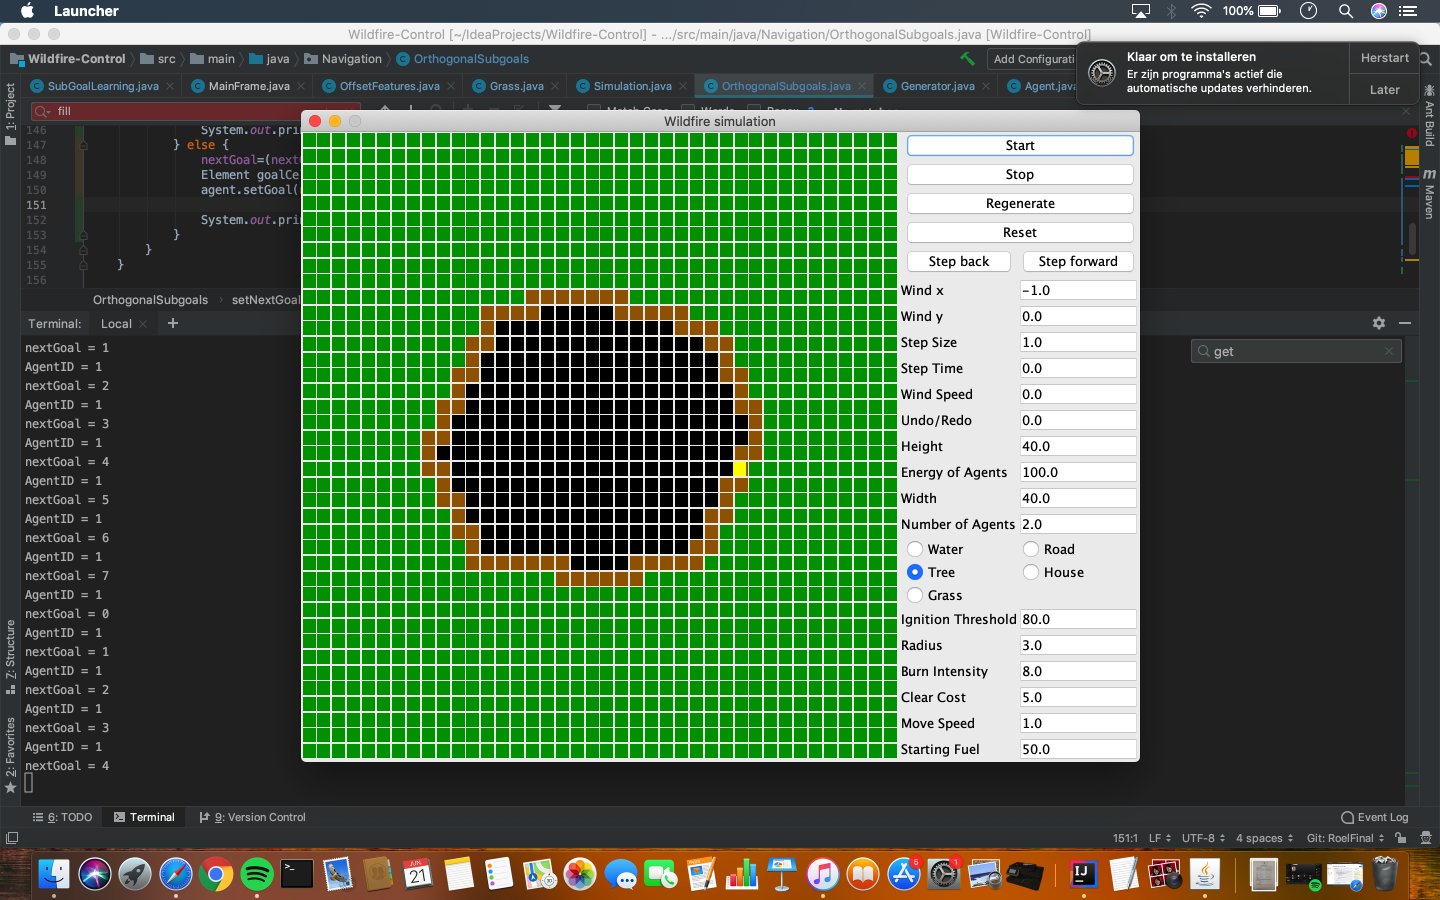 Launcher
100%
Wildfire-Control [~/IdeaProjects/Wildfire-Control] - .../src/main/java/Navigation/OrthogonalSubgoals.java [Wildfire-Control]
Wildfire-Control src main java Navigation OrthogonalSubgoals
Add Configurati
Klaar om te installeren
Er zijn programma's actief die
automatische updates verhinderen.
Herstart
Later
SubGoalLearning.java MainFrame.java OffsetFeatures.java Grass.java Simulation.java OrthogonalSubgoals.java Generator.java Agent.java
fill
1: Project
Ant Build
Maven
146 System.out.prin
147 } else {
148 nextGoal=(next
149 Element goalCe
150 agent.setGoal(
151
152 System.out.prin
153 }
154 }
155 }
156
OrthogonalSubgoals setNextGoal
Terminal: Local
get
nextGoal = 1
AgentID = 1
nextGoal = 2
AgentID = 1
nextGoal = 3
AgentID = 1
nextGoal = 4
AgentID = 1
nextGoal = 5
AgentID = 1
nextGoal = 6
AgentID = 1
nextGoal = 7
AgentID = 1
nextGoal = 0
AgentID = 1
nextGoal = 1
AgentID = 1
nextGoal = 2
AgentID = 1
nextGoal = 3
AgentID = 1
nextGoal = 4
Z: Structure
2: Favorites
Wildfire simulation
Start
Stop
Regenerate
Reset
Step back Step forward
Wind x -1.0
Wind y 0.0
Step Size 1.0
Step Time 0.0
Wind Speed 0.0
Undo/Redo 0.0
Height 40.0
Energy of Agents 100.0
Width 40.0
Number of Agents 2.0
Water Road
Tree House
Grass
Ignition Threshold 80.0
Radius 3.0
Burn Intensity 8.0
Clear Cost 5.0
Move Speed 1.0
Starting Fuel 50.0
6: TODO Terminal 9: Version Control Event Log
151:1 LF UTF-8 4 spaces Git: RoelFinal
JUN
21
5
1
IJ